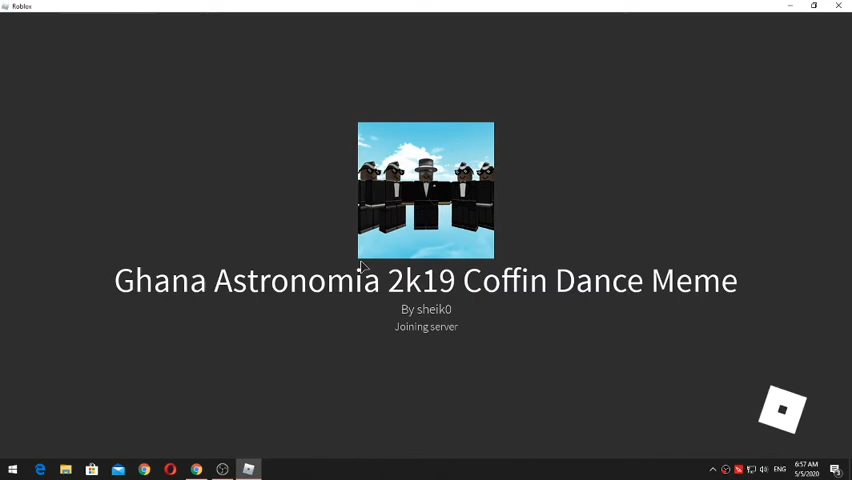 Roblox
Ghana Astronomia 2k19 Coffin Dance Meme
By sheik0
Joining server
ENG
6:57 AM
5/5/2020